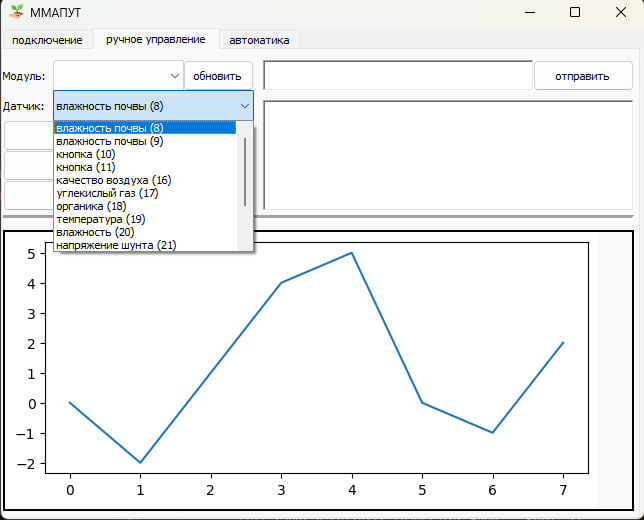 ММАПУТ
подключение ручное управление автоматика
Модуль: обновить отправить
Датчик: влажность почвы (8)
влажность почвы (8)
влажность почвы (9)
кнопка (10)
кнопка (11)
качество воздуха (16)
углекислый газ (17)
органика (18)
температура (19)
влажность (20)
напряжение шунта (21)
5
4
3
2
1
0
−1
−2
0 1 2 3 4 5 6 7